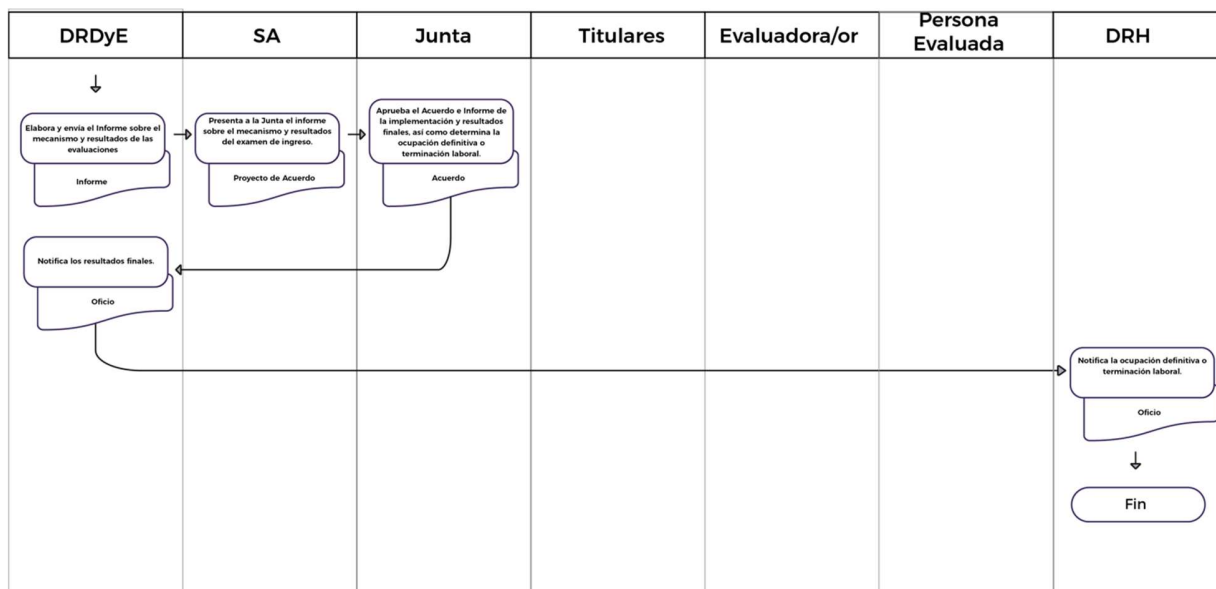 DRDyE
SA
Junta
Titulares
Evaluadora/or
Persona
Evaluada
DRH
Elabora y envía el Informe sobre el
mecanismo y resultados de las
evaluaciones
Informe
Presenta a la Junta el informe
sobre el mecanismo y resultados
del examen de ingreso.
Proyecto de Acuerdo
Aprueba el Acuerdo e Informe de
la implementación y resultados
finales, así como determina la
ocupación definitiva o
terminación laboral.
Acuerdo
Notifica los resultados finales.
Oficio
Notifica la ocupación definitiva o
terminación laboral.
Oficio
Fin